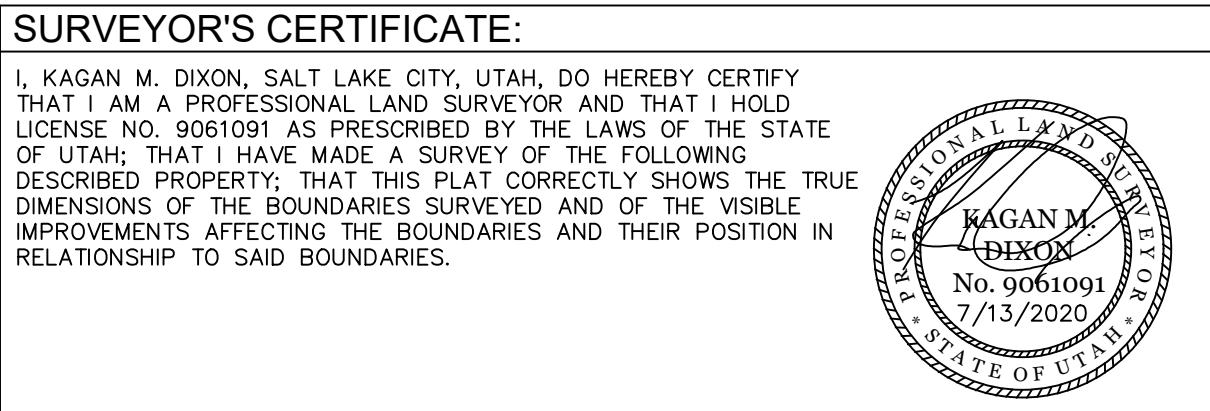 SURVEYOR'S CERTIFICATE:
I, KAGAN M. DIXON, SALT LAKE CITY, UTAH, DO HEREBY CERTIFY
THAT I AM A PROFESSIONAL LAND SURVEYOR AND THAT I HOLD
LICENSE NO. 9061091 AS PRESCRIBED BY THE LAWS OF THE STATE
OF UTAH; THAT I HAVE MADE A SURVEY OF THE FOLLOWING
DESCRIBED PROPERTY; THAT THIS PLAT CORRECTLY SHOWS THE TRUE
DIMENSIONS OF THE BOUNDARIES SURVEYED AND OF THE VISIBLE
IMPROVEMENTS AFFECTING THE BOUNDARIES AND THEIR POSITION IN
RELATIONSHIP TO SAID BOUNDARIES.
PROFESSIONAL LAND SURVEYOR
KAGAN M.
DIXON
No. 9061091
7/13/2020
* STATE OF UTAH *